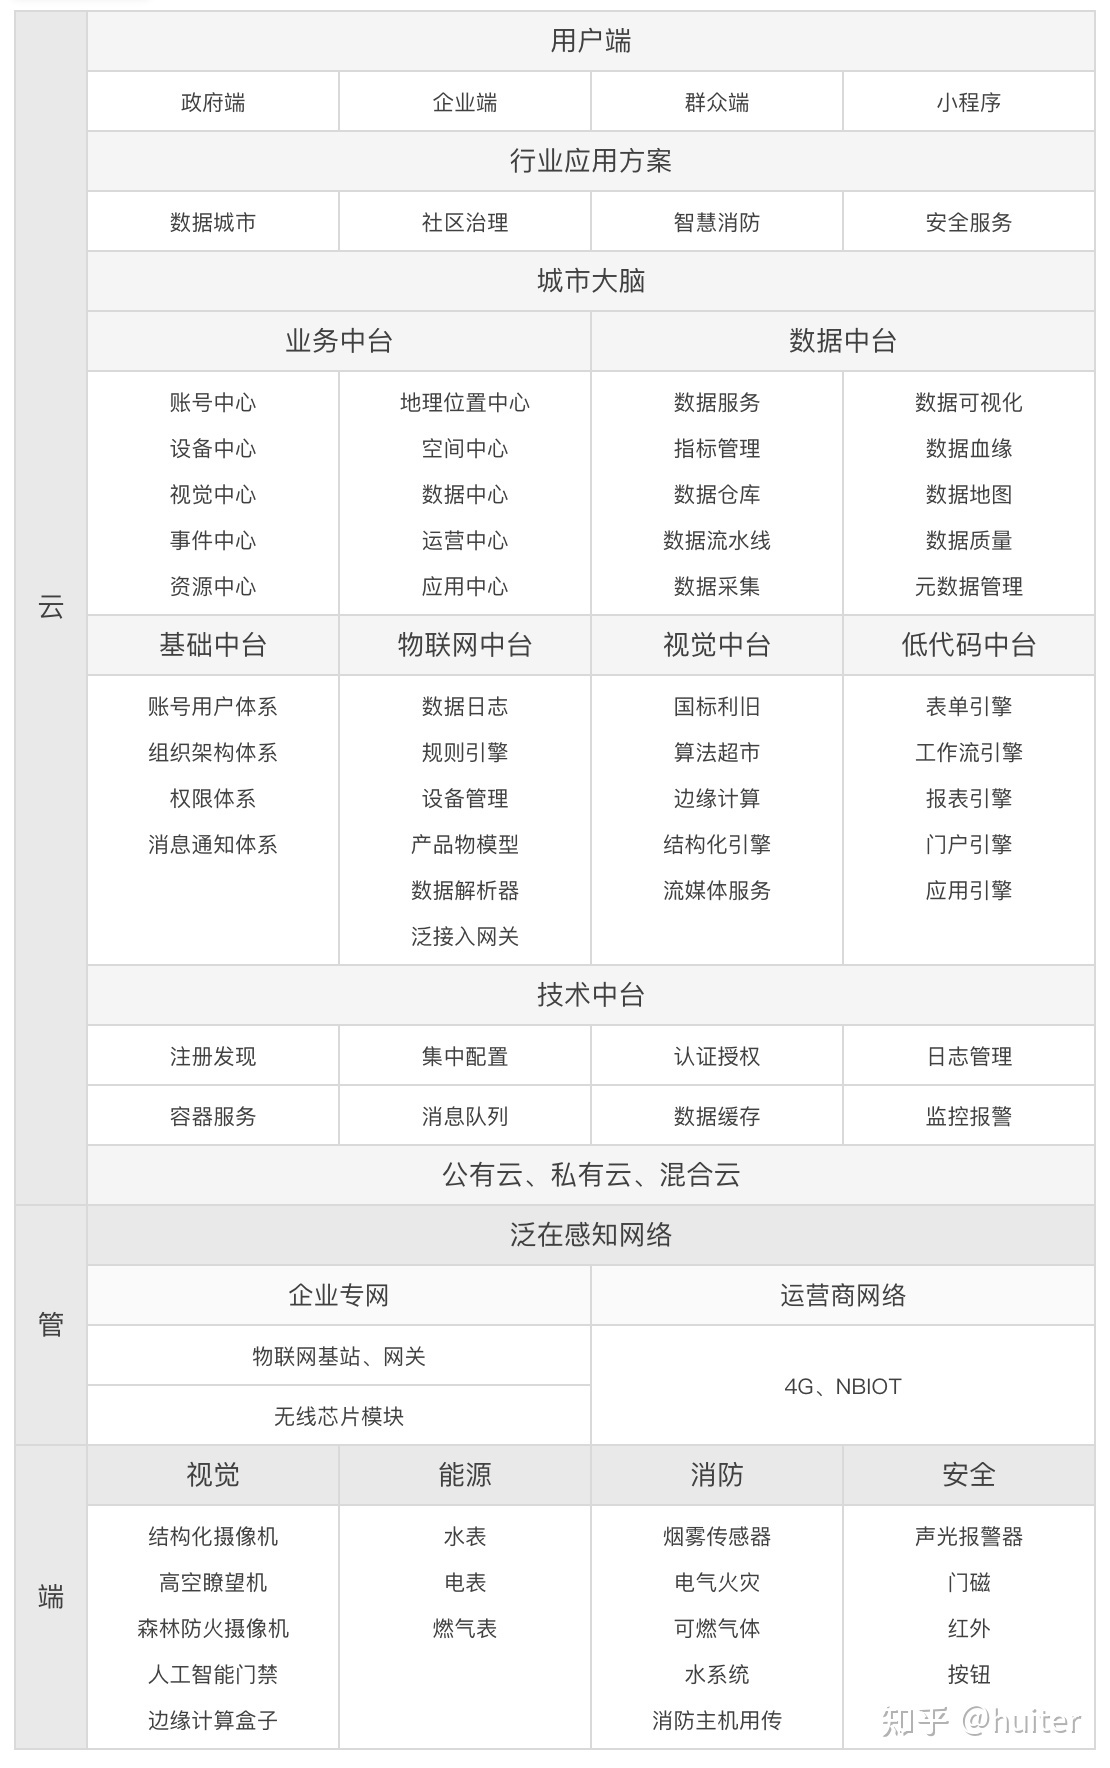 用户端
政府端 企业端 群众端 小程序
行业应用方案
数据城市 社区治理 智慧消防 安全服务
城市大脑
业务中台 数据中台
账号中心 地理位置中心 数据服务 数据可视化
设备中心 空间中心 指标管理 数据血缘
视觉中心 数据中心 数据仓库 数据地图
事件中心 运营中心 数据流水线 数据质量
资源中心 应用中心 数据采集 元数据管理
云
基础中台 物联网中台 视觉中台 低代码中台
账号用户体系 数据日志 国标利旧 表单引擎
组织架构体系 规则引擎 算法超市 工作流引擎
权限体系 设备管理 边缘计算 报表引擎
消息通知体系 产品物模型 结构化引擎 门户引擎
数据解析器 流媒体服务 应用引擎
泛接入网关
技术中台
注册发现 集中配置 认证授权 日志管理
容器服务 消息队列 数据缓存 监控报警
公有云、私有云、混合云
泛在感知网络
企业专网 运营商网络
管
物联网基站、网关
4G、NBIOT
无线芯片模块
视觉 能源 消防 安全
结构化摄像机 水表 烟雾传感器 声光报警器
高空瞭望机 电表 电气火灾 门磁
端
森林防火摄像机 燃气表 可燃气体 红外
人工智能门禁 水系统 按钮
边缘计算盒子 消防主机用传
知乎 @huiter